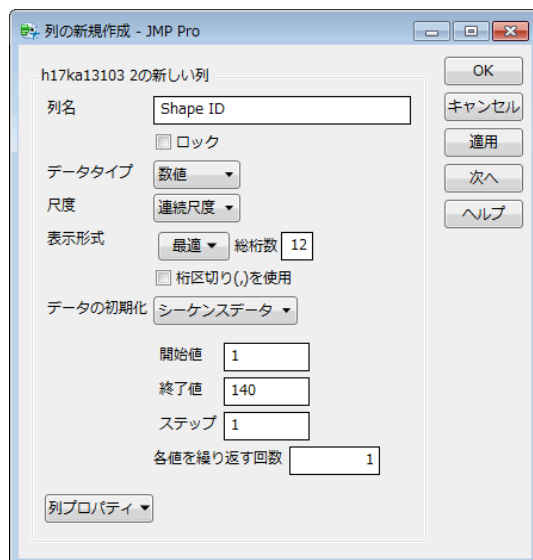 列の新規作成 - JMP Pro
h17ka13103 2の新しい列
列名 Shape ID
ロック
データタイプ 数値
尺度 連続尺度
表示形式 最適 総桁数 12
桁区切り(,)を使用
データの初期化 シーケンスデータ
開始値 1
終了値 140
ステップ 1
各値を繰り返す回数 1
列プロパティ
OK
キャンセル
適用
次へ
ヘルプ